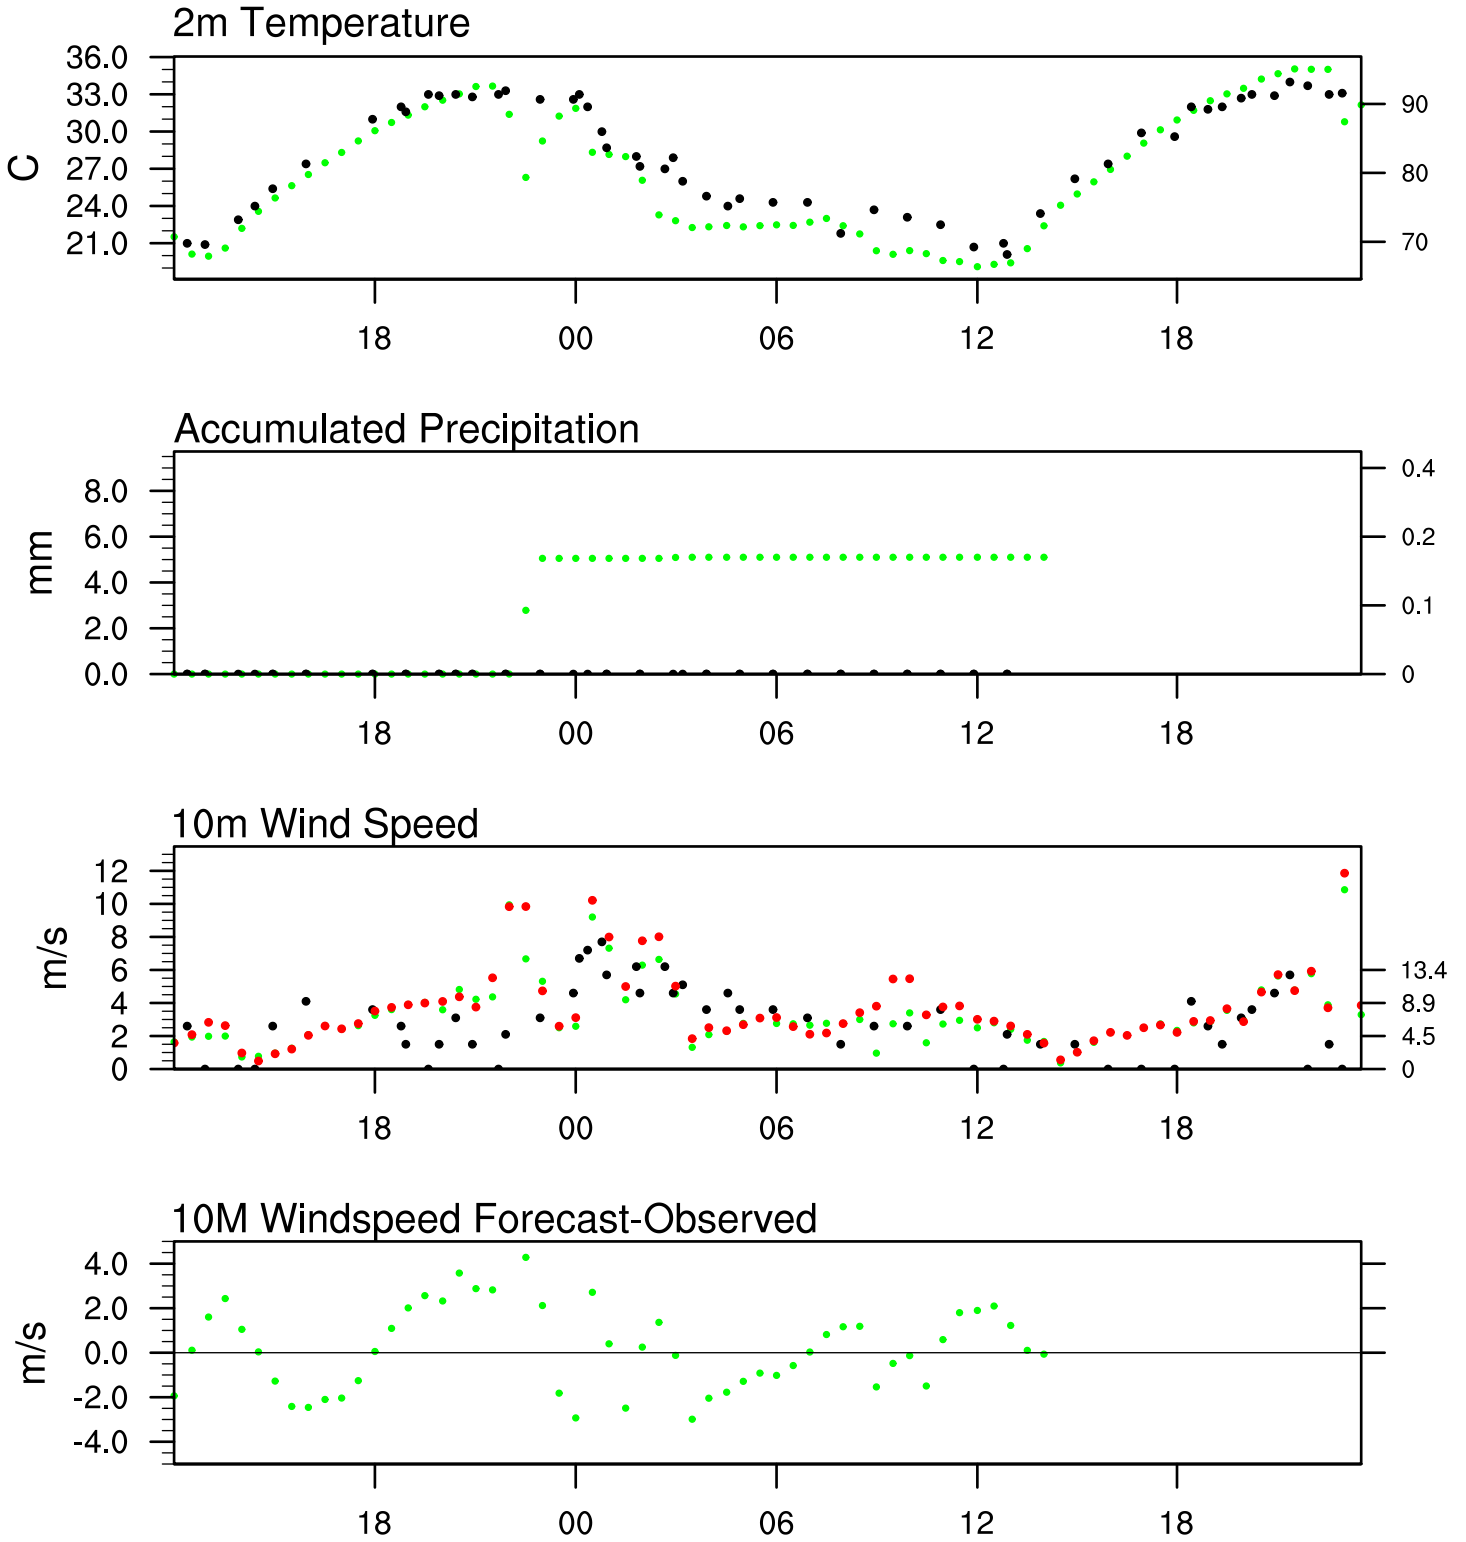 2m Temperature
36.0
33.0
30.0
27.0
24.0
21.0
C
90
80
70
18 00 06 12 18
Accumulated Precipitation
8.0
6.0
4.0
2.0
0.0
mm
0.4
0.2
0.1
0
18 00 06 12 18
10m Wind Speed
12
10
8
6
4
2
0
m/s
13.4
8.9
4.5
0
18 00 06 12 18
10M Windspeed Forecast-Observed
4.0
2.0
0.0
-2.0
-4.0
m/s
18 00 06 12 18